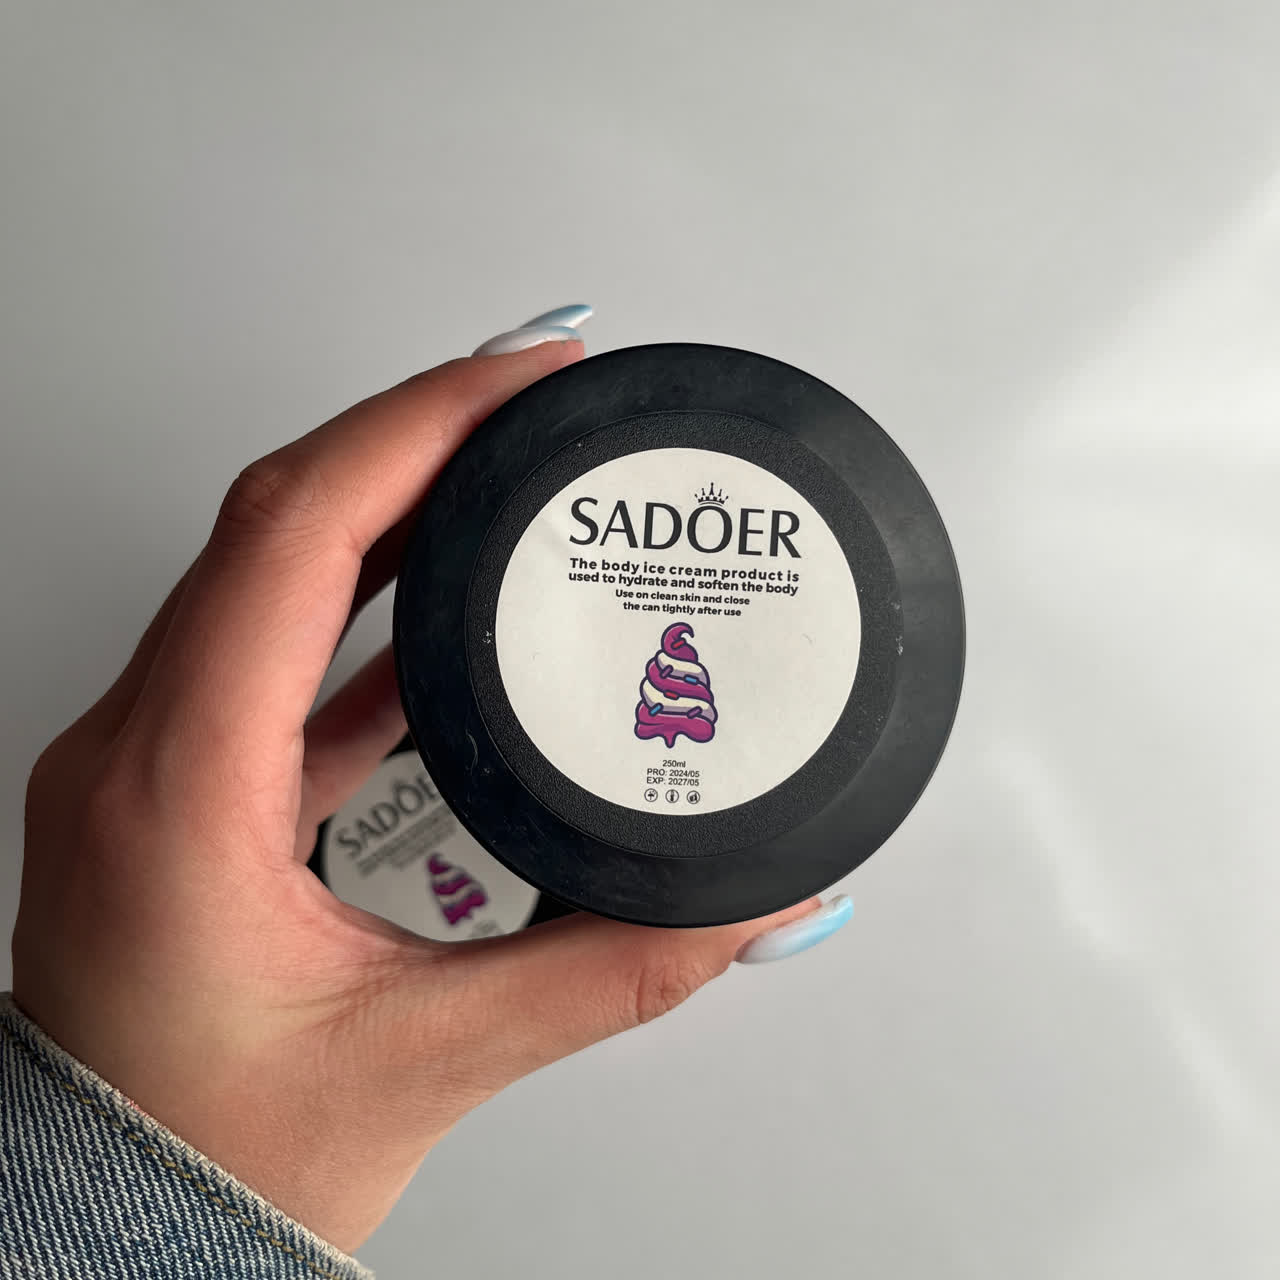 SADOER
The body ice cream product is
used to hydrate and soften the body
Use on clean skin and close
the can tightly after use
250ml
PRO: 2024/05
EXP: 2027/05
SADOE